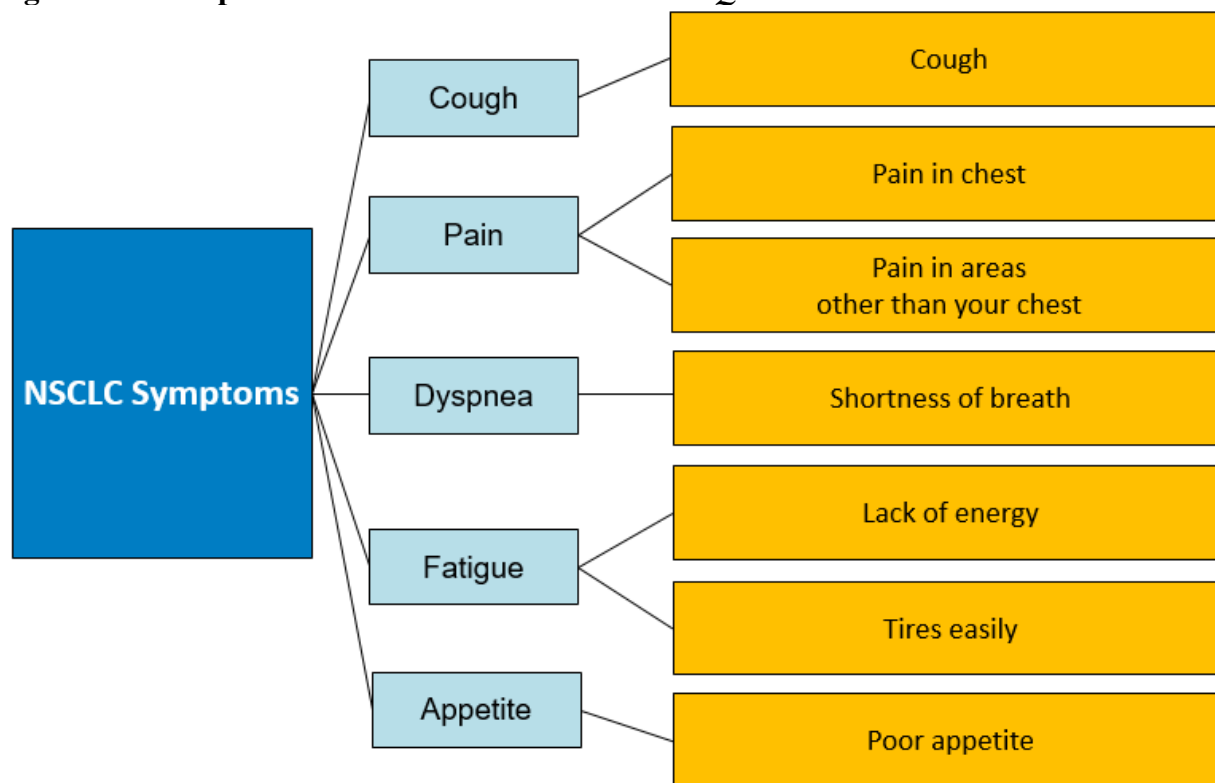 NSCLC Symptoms
Cough
Cough
Pain
Pain in chest
Pain in areas
other than your chest
Dyspnea
Shortness of breath
Fatigue
Lack of energy
Tires easily
Appetite
Poor appetite